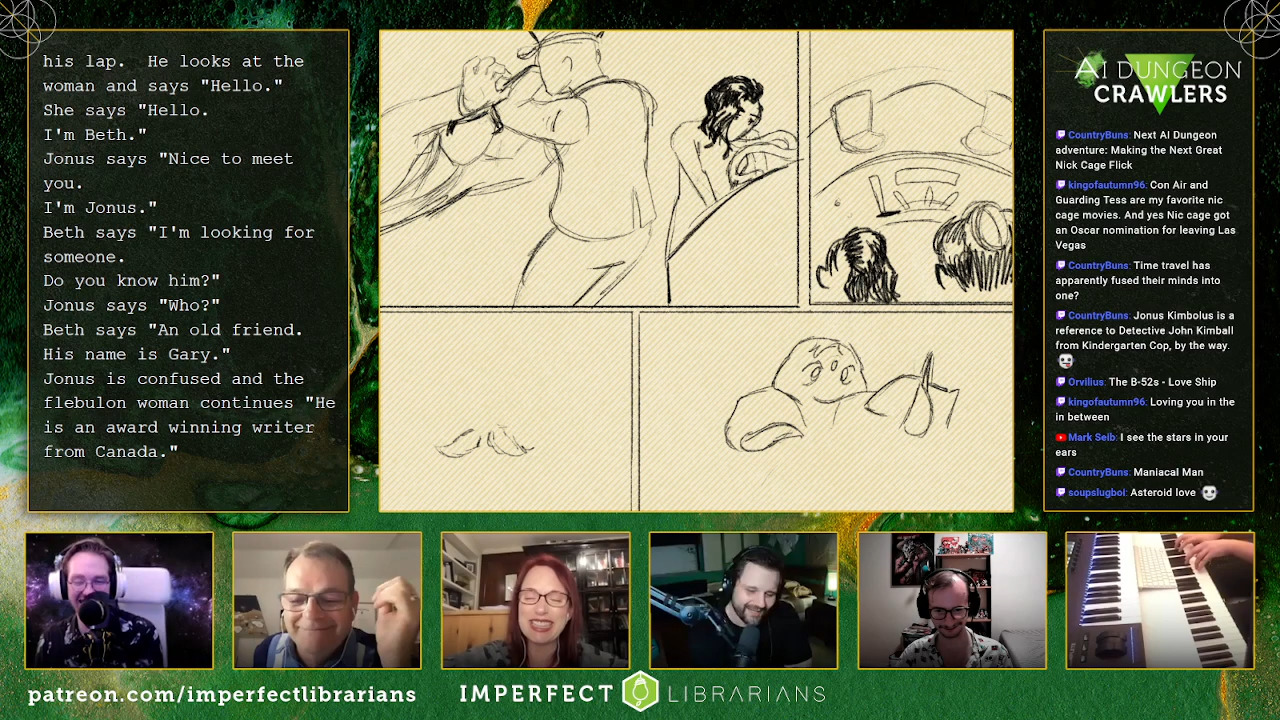 his lap.  He looks at the
woman and says "Hello."
She says "Hello.
I'm Beth."
Jonus says "Nice to meet
you.
I'm Jonus."
Beth says "I'm looking for
someone.
Do you know him?"
Jonus says "Who?"
Beth says "An old friend.
His name is Gary."
Jonus is confused and the
flebulon woman continues "He
is an award winning writer
from Canada."
AI DUNGEON
CRAWLERS
CountryBuns: Next AI Dungeon
adventure: Making the Next Great
Nick Cage Flick
kingofautumn96: Con Air and
Guarding Tess are my favorite nic
cage movies. And yes Nic cage got
an Oscar nomination for leaving Las
Vegas
CountryBuns: Time travel has
apparently fused their minds into
one?
CountryBuns: Jonus Kimbolus is a
reference to Detective John Kimball
from Kindergarten Cop, by the way.
Orvilius: The B-52s - Love Ship
kingofautumn96: Loving you in the
in between
Mark Seib: I see the stars in your
ears
CountryBuns: Maniacal Man
soupslugboi: Asteroid love
patreon.com/imperfectlibrarians
IMPERFECT LIBRARIANS